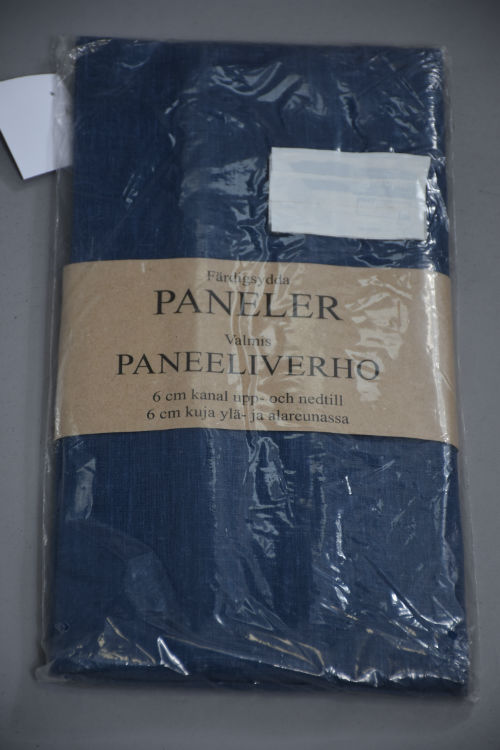 Färdigsydda
PANELER
Valmis
PANEELIVERHO
6 cm kanal upp- och nedtill
6 cm kuja ylä- ja alareunassa